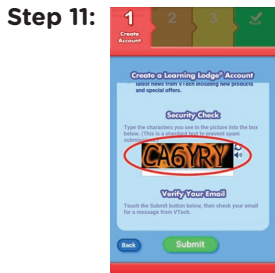 Step 11:
1 2 3
Create
Account
Create a Learning Lodge® Account
latest news from VTech including new products
and special offers.
Security Check
Type the characters you see in the picture into the box
below. (This is a standard test to prevent spam
CA6YRY
Verify Your Email
Touch the Submit button below, then check your email
for a message from VTech.
Back Submit